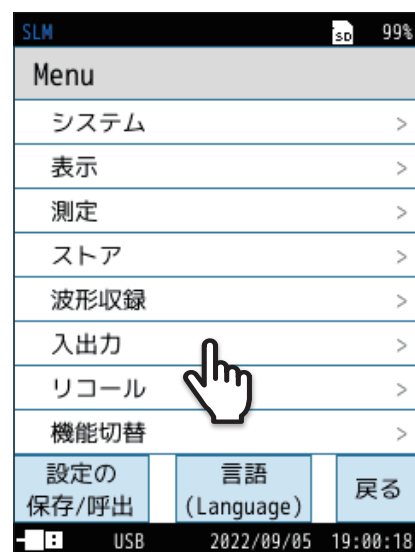 SLM SD 99%
Menu
システム >
表示 >
測定 >
ストア >
波形収録 >
入出力 >
リコール >
機能切替 >
設定の 言語 戻る
保存/呼出 (Language)
USB 2022/09/05 19:00:18